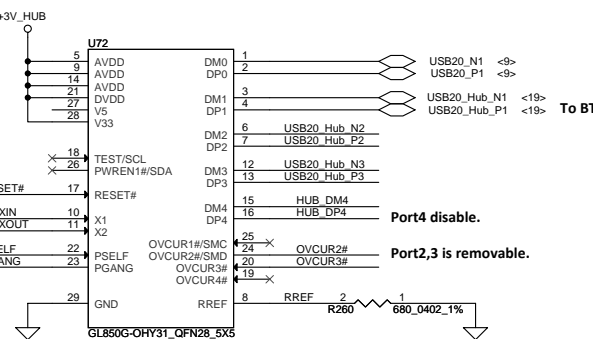 +3V_HUB
U72
5 AVDD DM0 1 USB20_N1 <9>
9 AVDD DP0 2 USB20_P1 <9>
14 AVDD
21 DVDD DM1 3 USB20_Hub_N1 <19>
27 V5 DP1 4 USB20_Hub_P1 <19> To BT
28 V33
DM2 6 USB20_Hub_N2
DP2 7 USB20_Hub_P2
18 TEST/SCL
26 PWREN1#/SDA DM3 12 USB20_Hub_N3
DP3 13 USB20_Hub_P3
SET# 17 RESET#
DM4 15 HUB_DM4
XIN 10 X1 DP4 16 HUB_DP4 Port4 disable.
XOUT 11 X2
OVCUR1#/SMC 25
ELF 22 PSELF OVCUR2#/SMD 24 OVCUR2# Port2,3 is removable.
ANG 23 PGANG OVCUR3# 20 OVCUR3#
OVCUR4# 19
29 GND RREF 8 RREF 2 1
R260 680_0402_1%
GL850G-OHY31_QFN28_5X5